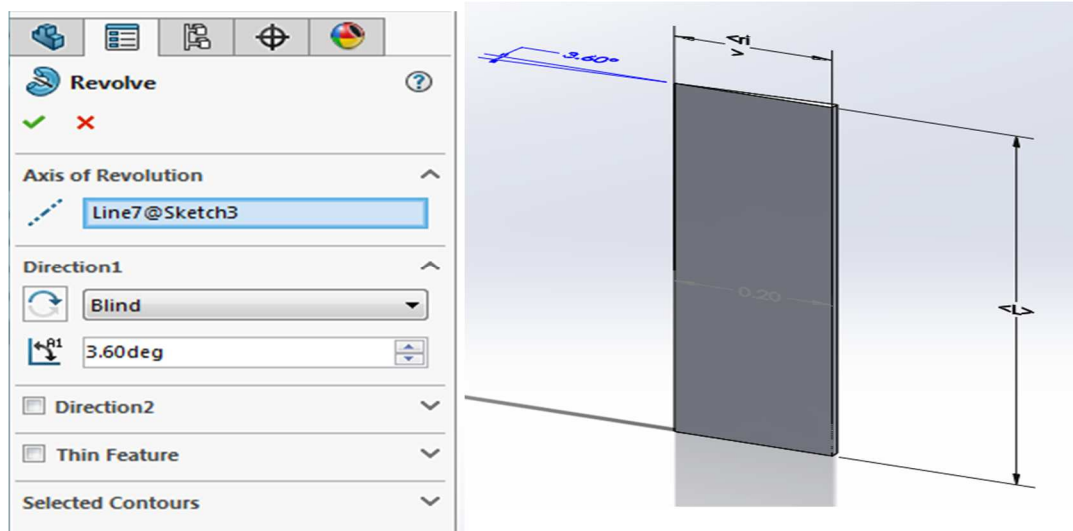 Revolve
Axis of Revolution
Line7@Sketch3
Direction1
Blind
A1
3.60deg
Direction2
Thin Feature
Selected Contours
3.60°
0.20